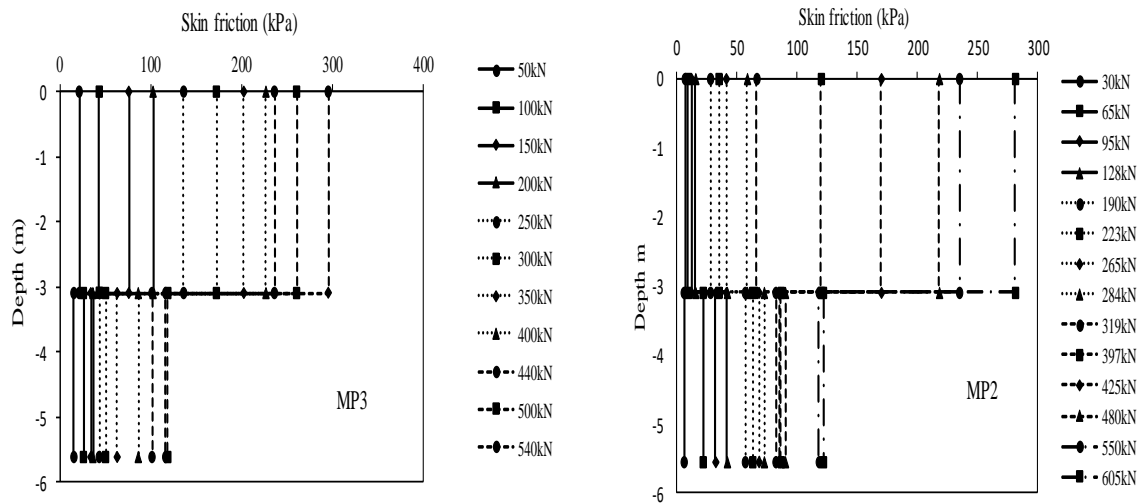 Skin friction (kPa)
0 100 200 300 400
0
-1
-2
-3
-4
-5
-6
Depth (m)
MP3
50kN
100kN
150kN
200kN
250kN
300kN
350kN
400kN
440kN
500kN
540kN
Skin friction (kPa)
0 50 100 150 200 250 300
0
-1
-2
-3
-4
-5
-6
Depth m
MP2
30kN
65kN
95kN
128kN
190kN
223kN
265kN
284kN
319kN
397kN
425kN
480kN
550kN
605kN